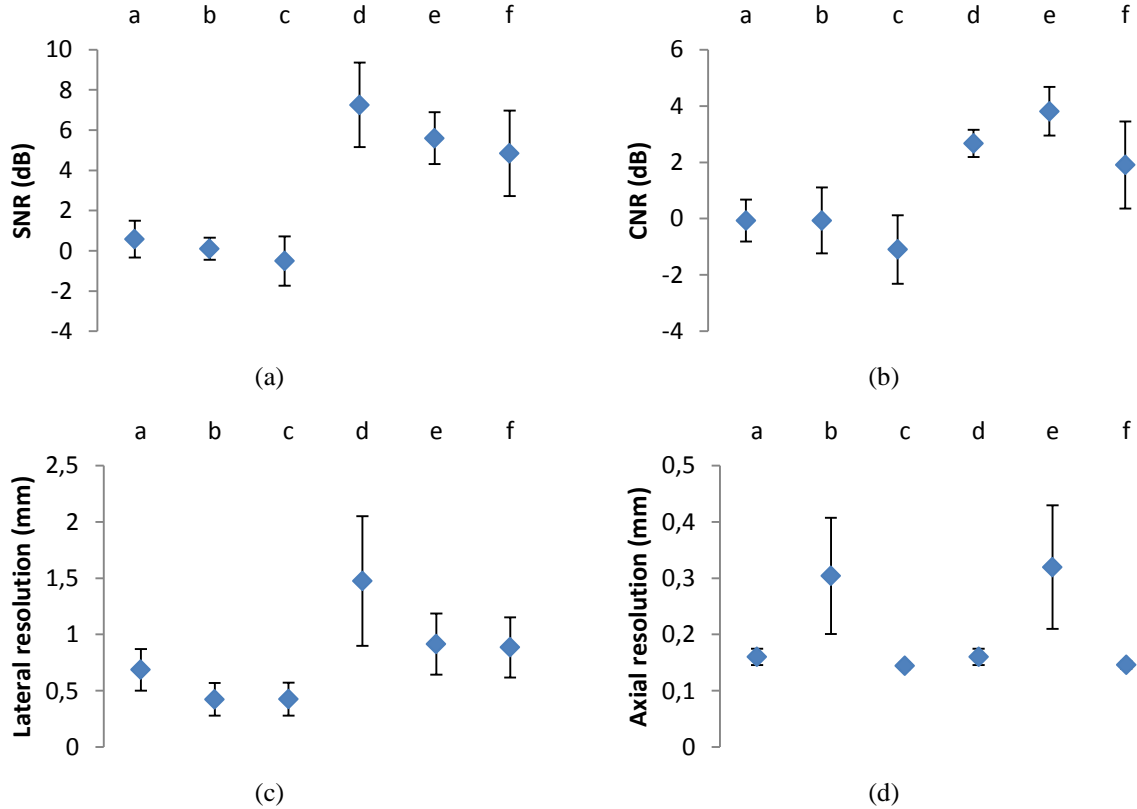 a b c d e f
10
8
6
4
2
0
-2
-4
SNR (dB)
(a)
a b c d e f
6
4
2
0
-2
-4
CNR (dB)
(b)
a b c d e f
2,5
2
1,5
1
0,5
0
Lateral resolution (mm)
(c)
a b c d e f
0,5
0,4
0,3
0,2
0,1
0
Axial resolution (mm)
(d)